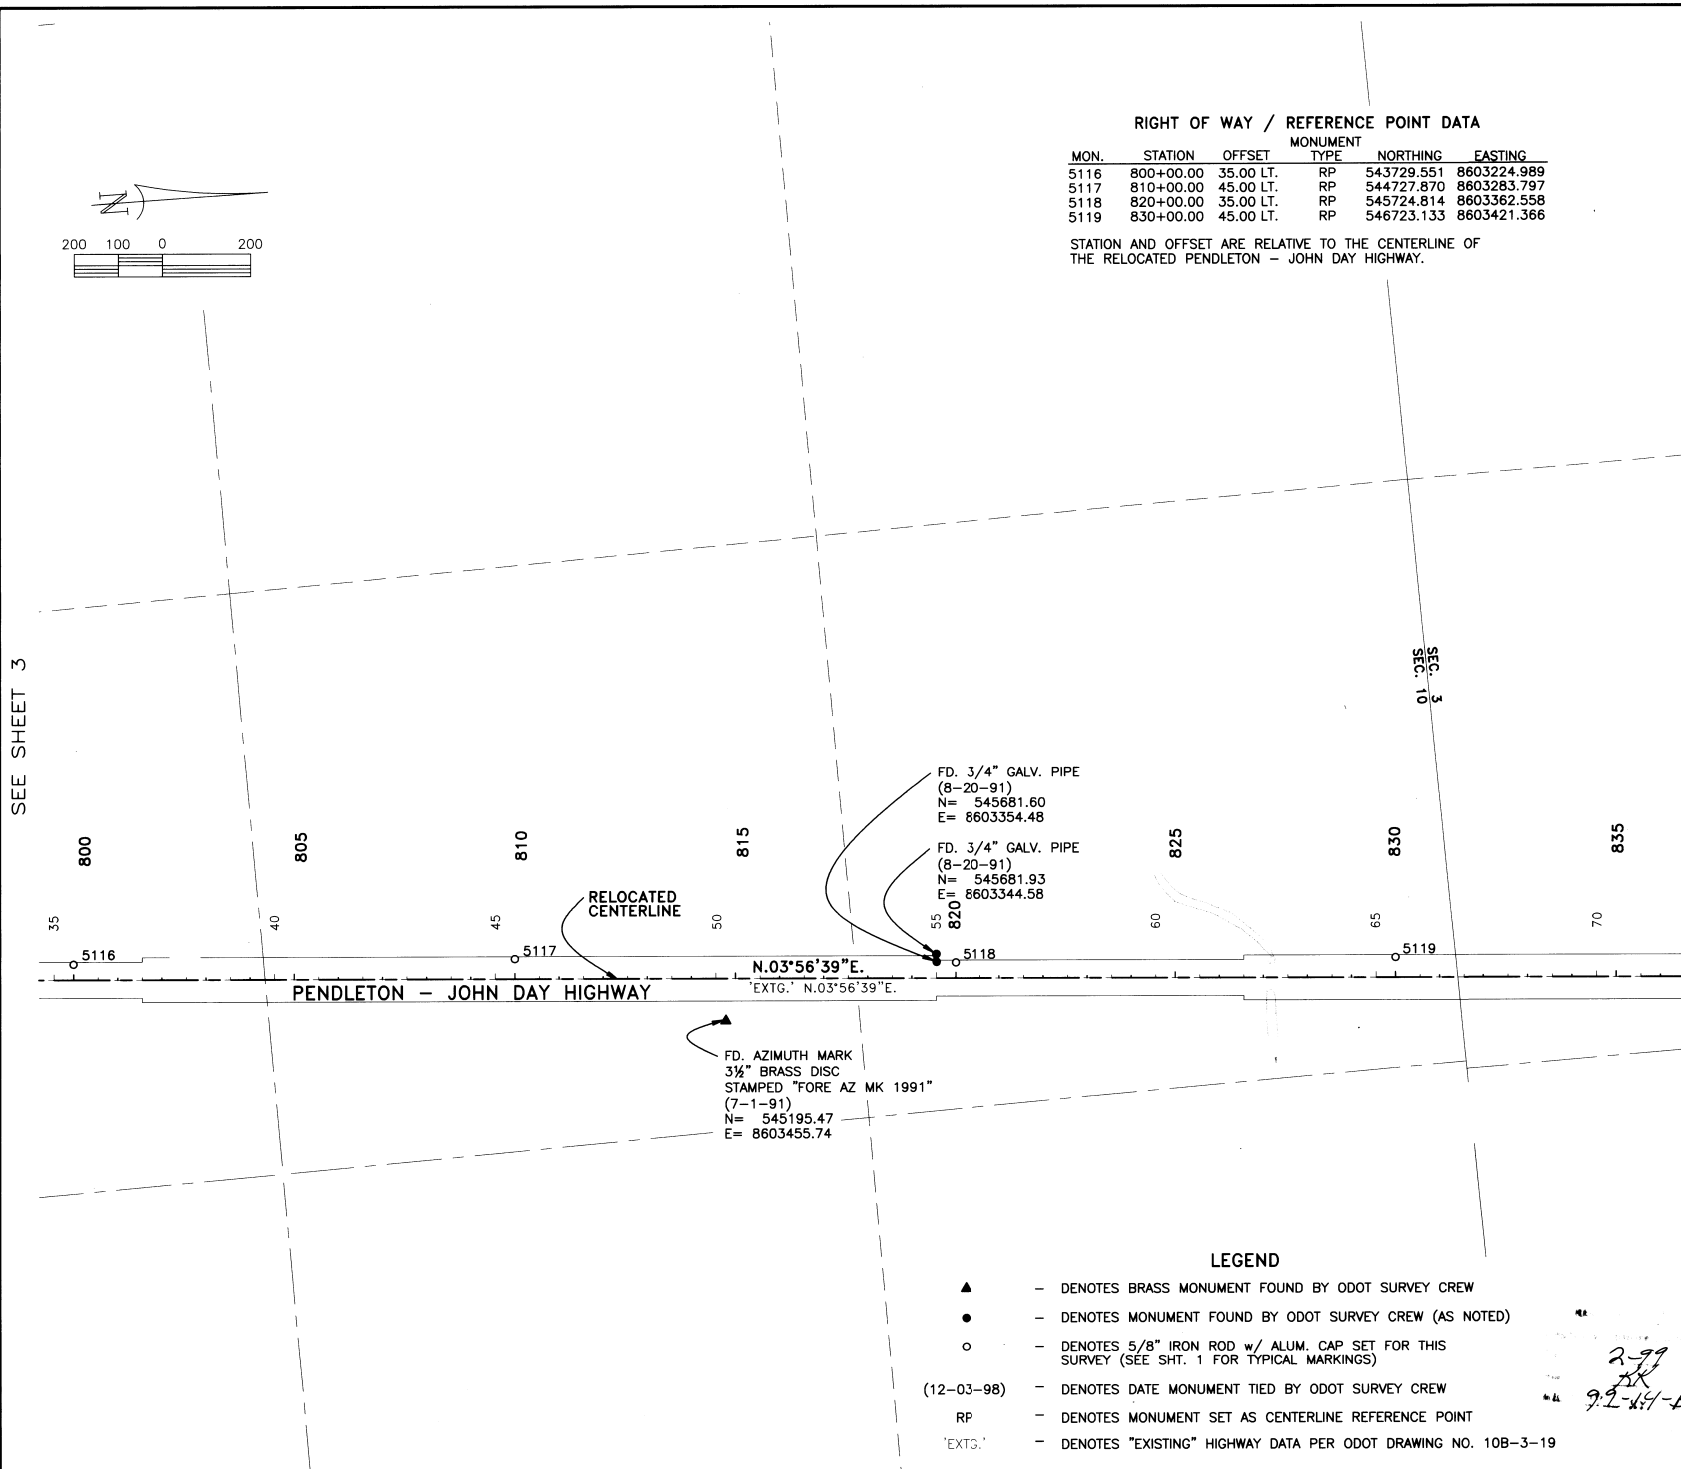 RIGHT OF WAY / REFERENCE POINT DATA
MONUMENT
MON. STATION OFFSET TYPE NORTHING EASTING
5116 800+00.00 35.00 LT. RP 543729.551 8603224.989
5117 810+00.00 45.00 LT. RP 544727.870 8603283.797
5118 820+00.00 35.00 LT. RP 545724.814 8603362.558
5119 830+00.00 45.00 LT. RP 546723.133 8603421.366
STATION AND OFFSET ARE RELATIVE TO THE CENTERLINE OF
THE RELOCATED PENDLETON – JOHN DAY HIGHWAY.
N
200 100 0 200
SEE SHEET 3
SEC. 3
SEC. 10
FD. 3/4" GALV. PIPE
(8-20-91)
N= 545681.60
E= 8603354.48
FD. 3/4" GALV. PIPE
(8-20-91)
N= 545681.93
E= 8603344.58
800 805 810 815 820 825 830 835
RELOCATED
CENTERLINE
35 40 45 50 55 60 65 70
5116 5117 5118 5119
N.03°56'39"E.
PENDLETON – JOHN DAY HIGHWAY
'EXTG.' N.03°56'39"E.
FD. AZIMUTH MARK
3½" BRASS DISC
STAMPED "FORE AZ MK 1991"
(7-1-91)
N= 545195.47
E= 8603455.74
LEGEND
▲ – DENOTES BRASS MONUMENT FOUND BY ODOT SURVEY CREW
● – DENOTES MONUMENT FOUND BY ODOT SURVEY CREW (AS NOTED)
○ – DENOTES 5/8" IRON ROD w/ ALUM. CAP SET FOR THIS
SURVEY (SEE SHT. 1 FOR TYPICAL MARKINGS)
(12-03-98) – DENOTES DATE MONUMENT TIED BY ODOT SURVEY CREW
RP – DENOTES MONUMENT SET AS CENTERLINE REFERENCE POINT
'EXTG.' – DENOTES "EXISTING" HIGHWAY DATA PER ODOT DRAWING NO. 10B-3-19
2-99